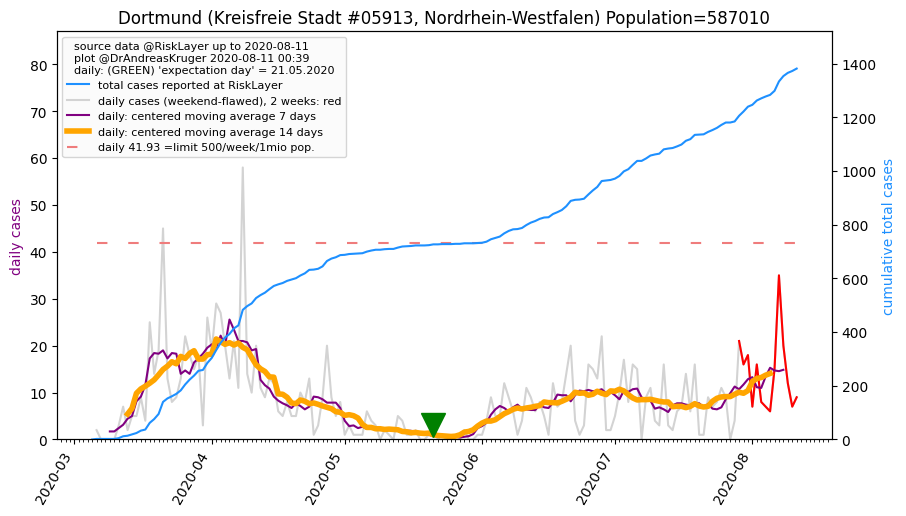 Dortmund (Kreisfreie Stadt #05913, Nordrhein-Westfalen) Population=587010
source data @RiskLayer up to 2020-08-11
plot @DrAndreasKruger 2020-08-11 00:39
daily: (GREEN) 'expectation day' = 21.05.2020
total cases reported at RiskLayer
daily cases (weekend-flawed), 2 weeks: red
daily: centered moving average 7 days
daily: centered moving average 14 days
daily 41.93 =limit 500/week/1mio pop.
daily cases
80
70
60
50
40
30
20
10
0
cumulative total cases
1400
1200
1000
800
600
400
200
0
2020-03
2020-04
2020-05
2020-06
2020-07
2020-08